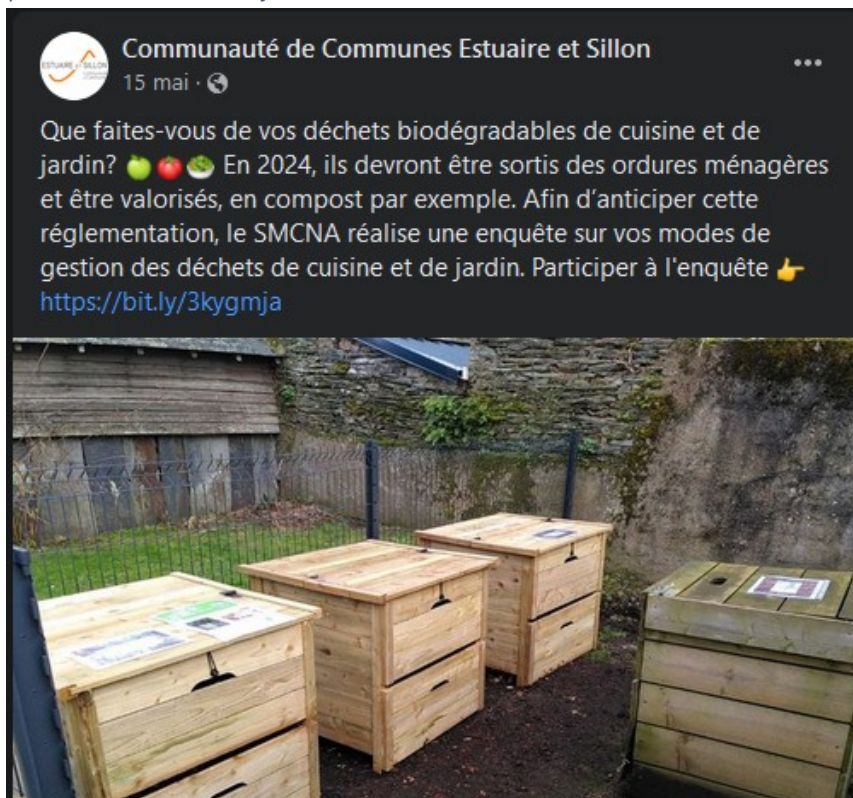 ESTUAIRE et SILLON
Communauté de Communes Estuaire et Sillon
15 mai ·
Que faites-vous de vos déchets biodégradables de cuisine et de
jardin? 🍏🍅🥗 En 2024, ils devront être sortis des ordures ménagères
et être valorisés, en compost par exemple. Afin d’anticiper cette
réglementation, le SMCNA réalise une enquête sur vos modes de
gestion des déchets de cuisine et de jardin. Participer à l'enquête 👉
https://bit.ly/3kygmja